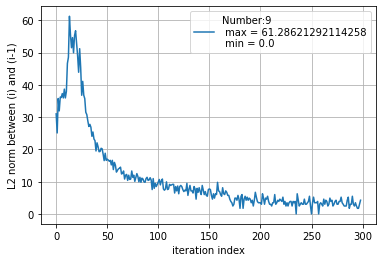 Number:9
max = 61.28621292114258
min = 0.0
60
50
40
30
20
10
0
L2 norm between (i) and (i-1)
0 50 100 150 200 250 300
iteration index